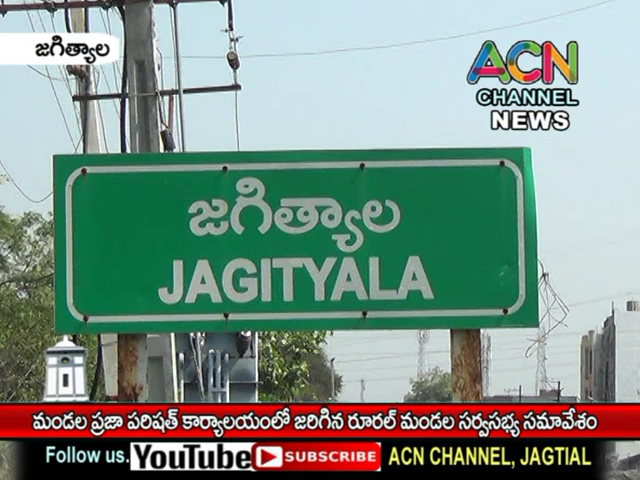 జగిత్యాల
ACN
CHANNEL
NEWS
జగిత్యాల
JAGITYALA
మండల ప్రజా పరిషత్ కార్యాలయంలో జరిగిన రూరల్ మండల సర్వసభ్య సమావేశం
Follow us. YouTube SUBSCRIBE ACN CHANNEL, JAGTIAL